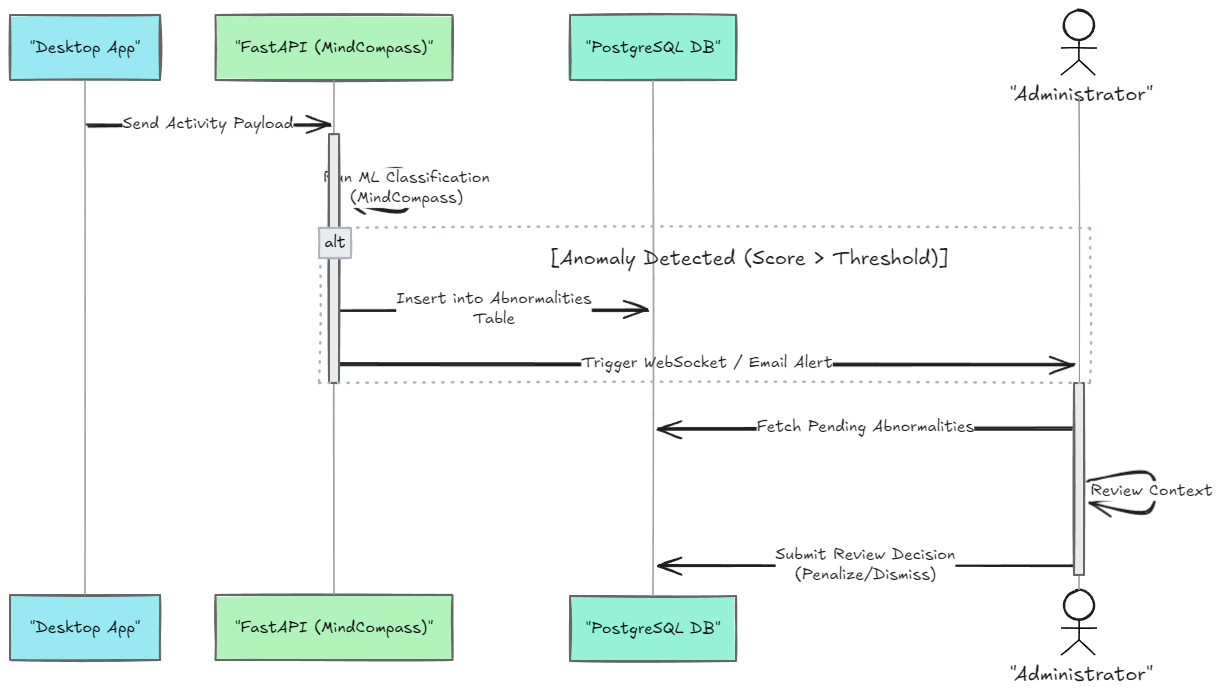 "Desktop App"
"FastAPI (MindCompass)"
"PostgreSQL DB"
"Administrator"
Send Activity Payload
Run ML Classification
(MindCompass)
alt
[Anomaly Detected (Score > Threshold)]
Insert into Abnormalities
Table
Trigger WebSocket / Email Alert
Fetch Pending Abnormalities
Review Context
Submit Review Decision
(Penalize/Dismiss)
"Desktop App"
"FastAPI (MindCompass)"
"PostgreSQL DB"
"Administrator"